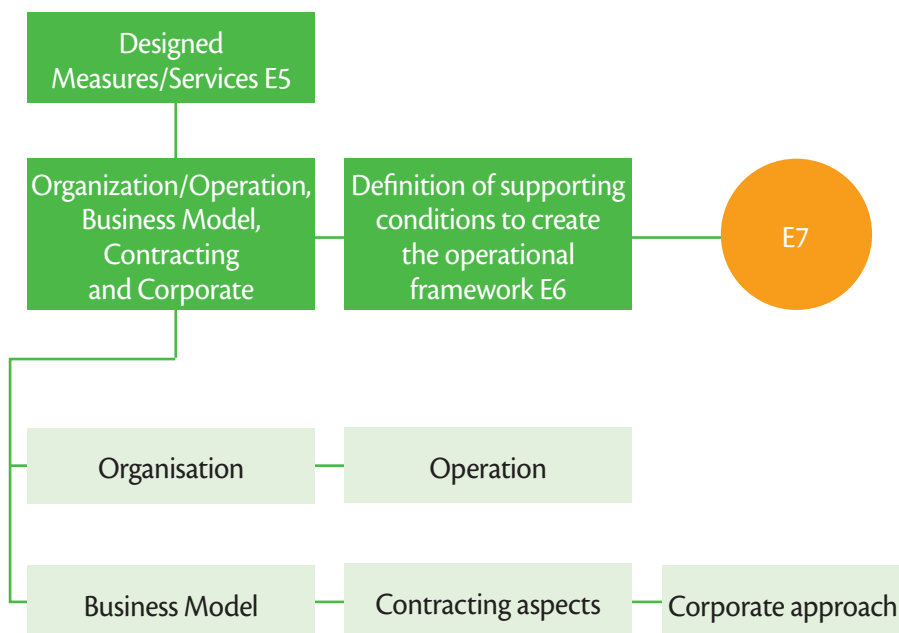 Designed
Measures/Services E5
Organization/Operation,
Business Model,
Contracting
and Corporate
Definition of supporting
conditions to create
the operational
framework E6
E7
Organisation
Operation
Business Model
Contracting aspects
Corporate approach